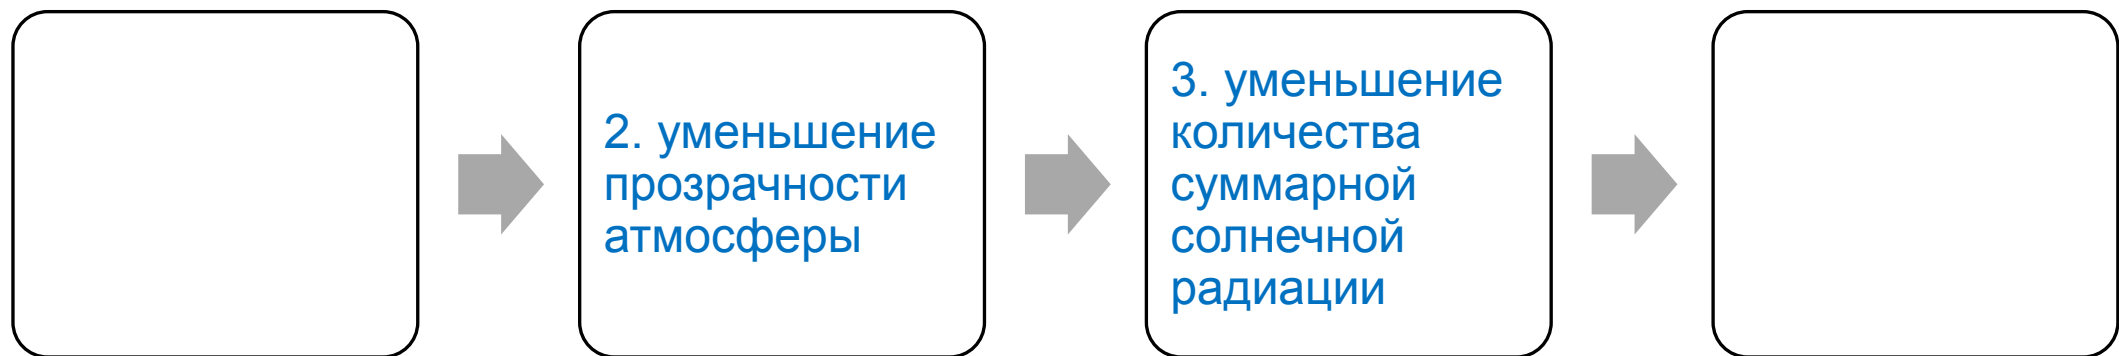 2. уменьшение
прозрачности
атмосферы
3. уменьшение
количества
суммарной
солнечной
радиации